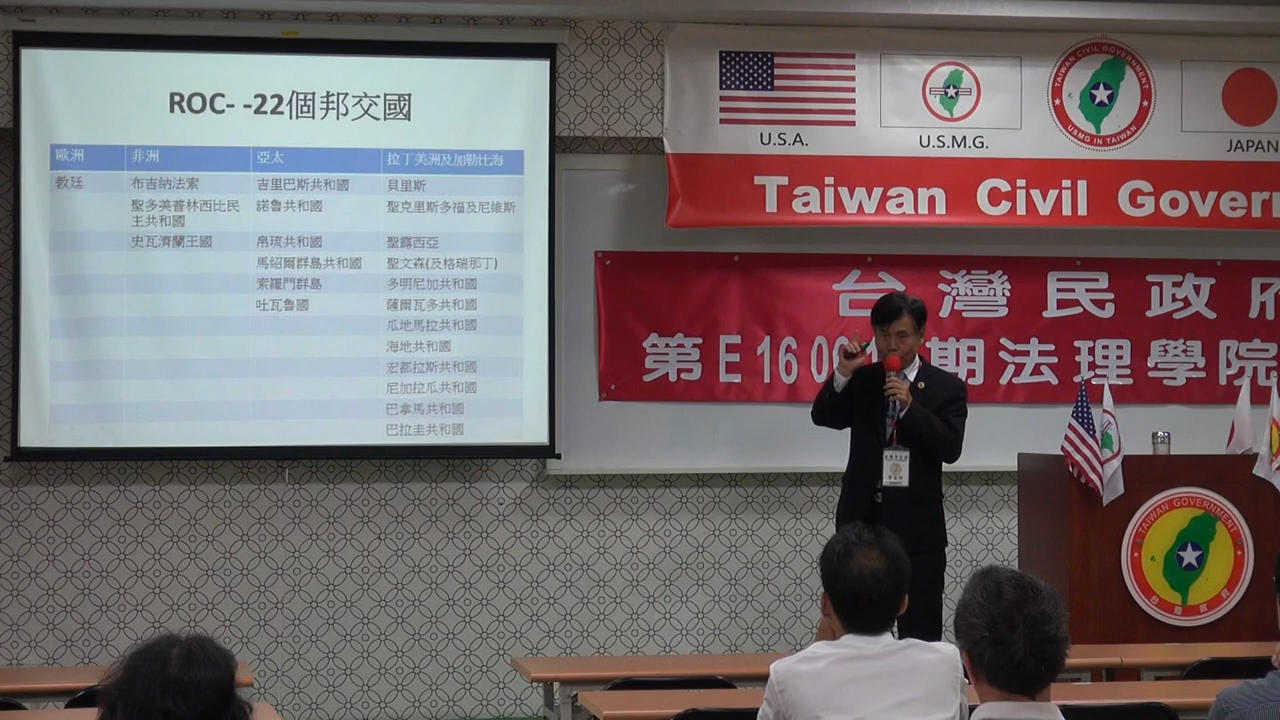 ROC- -22個邦交國
歐洲 非洲 亞太 拉丁美洲及加勒比海
教廷 布吉納法索 吉里巴斯共和國 貝里斯
聖多美普林西比民主共和國 諾魯共和國 聖克里斯多福及尼維斯
史瓦濟蘭王國 帛琉共和國 聖露西亞
馬紹爾群島共和國 聖文森(及格瑞那丁)
索羅門群島 多明尼加共和國
吐瓦魯國 薩爾瓦多共和國
瓜地馬拉共和國
海地共和國
宏都拉斯共和國
尼加拉瓜共和國
巴拿馬共和國
巴拉圭共和國
U.S.A.
U.S.M.G.
TAIWAN CIVIL GOVERNMENT
USMG IN TAIWAN
JAPAN
Taiwan Civil Govern
台灣民政府
第E16 期法理學院
TAIWAN GOVERNMENT
台灣政府